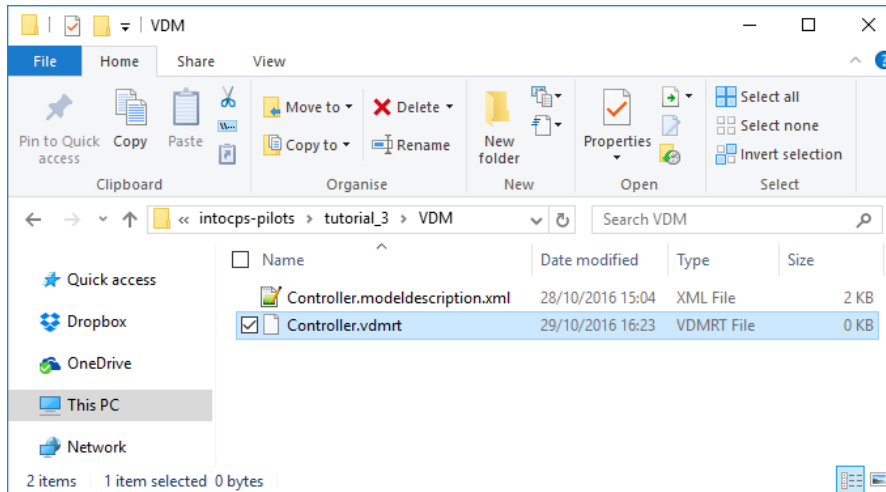 VDM
File Home Share View
Pin to Quick access
Copy
Paste
Move to
Copy to
Delete
Rename
New folder
Properties
Select all
Select none
Invert selection
Clipboard Organise New Open Select
« intocps-pilots › tutorial_3 › VDM
Search VDM
Quick access
Dropbox
OneDrive
This PC
Network
Name Date modified Type Size
Controller.modeldescription.xml 28/10/2016 15:04 XML File 2 KB
Controller.vdmrt 29/10/2016 16:23 VDMRT File 0 KB
2 items 1 item selected 0 bytes